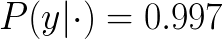 P(y|·) = 0.997